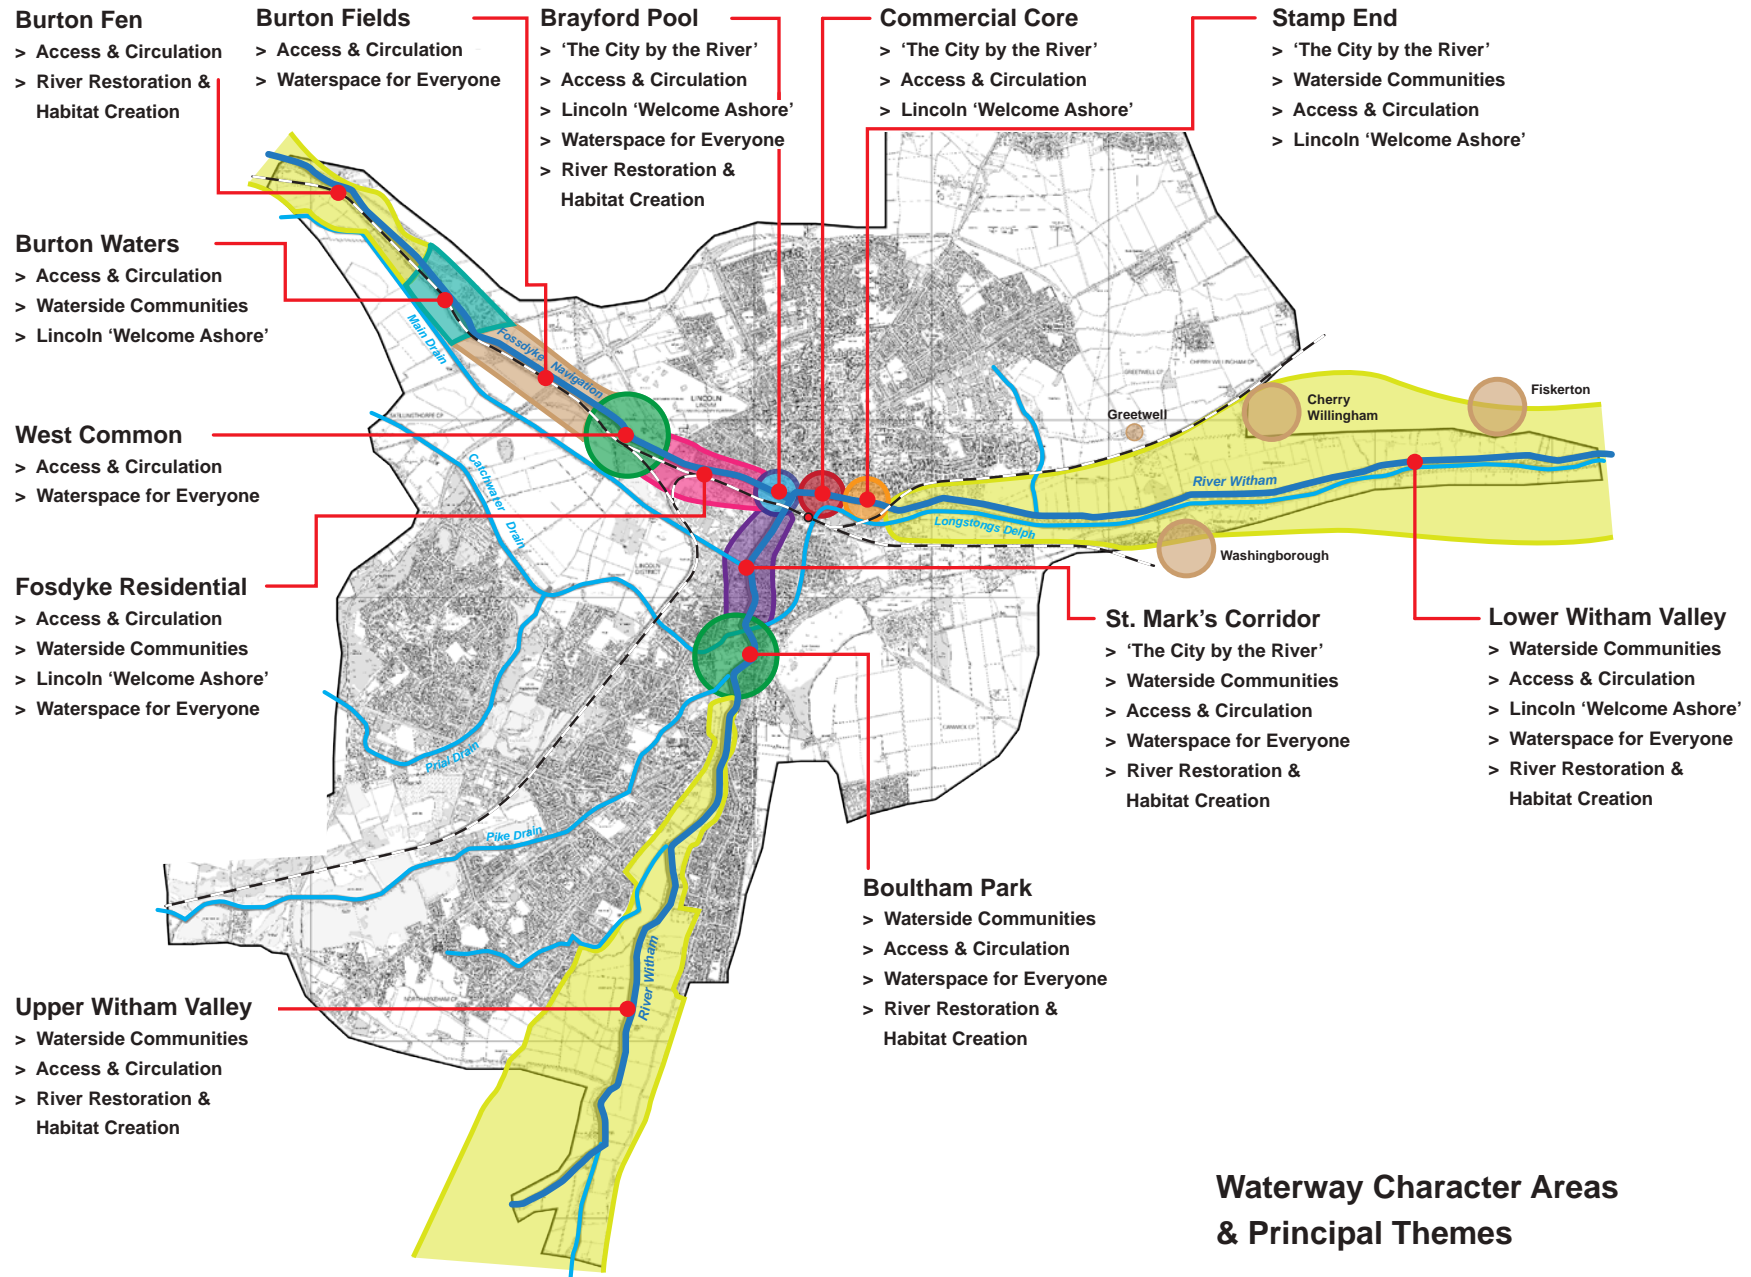 Burton Fen
> Access & Circulation
> River Restoration &
Habitat Creation
Burton Fields
> Access & Circulation
> Waterspace for Everyone
Brayford Pool
> ‘The City by the River’
> Access & Circulation
> Lincoln ‘Welcome Ashore’
> Waterspace for Everyone
> River Restoration &
Habitat Creation
Commercial Core
> ‘The City by the River’
> Access & Circulation
> Lincoln ‘Welcome Ashore’
Stamp End
> ‘The City by the River’
> Waterside Communities
> Access & Circulation
> Lincoln ‘Welcome Ashore’
Burton Waters
> Access & Circulation
> Waterside Communities
> Lincoln ‘Welcome Ashore’
West Common
> Access & Circulation
> Waterspace for Everyone
Fosdyke Residential
> Access & Circulation
> Waterside Communities
> Lincoln ‘Welcome Ashore’
> Waterspace for Everyone
Upper Witham Valley
> Waterside Communities
> Access & Circulation
> River Restoration &
Habitat Creation
Main Drain
Fossdyke Navigation
Catchwater Drain
Prial Drain
Pike Drain
River Witham
LINCOLN
Greetwell
Cherry
Willingham
Fiskerton
River Witham
Longstongs Delph
Washingborough
St. Mark’s Corridor
> ‘The City by the River’
> Waterside Communities
> Access & Circulation
> Waterspace for Everyone
> River Restoration &
Habitat Creation
Lower Witham Valley
> Waterside Communities
> Access & Circulation
> Lincoln ‘Welcome Ashore’
> Waterspace for Everyone
> River Restoration &
Habitat Creation
Boultham Park
> Waterside Communities
> Access & Circulation
> Waterspace for Everyone
> River Restoration &
Habitat Creation
Waterway Character Areas
& Principal Themes